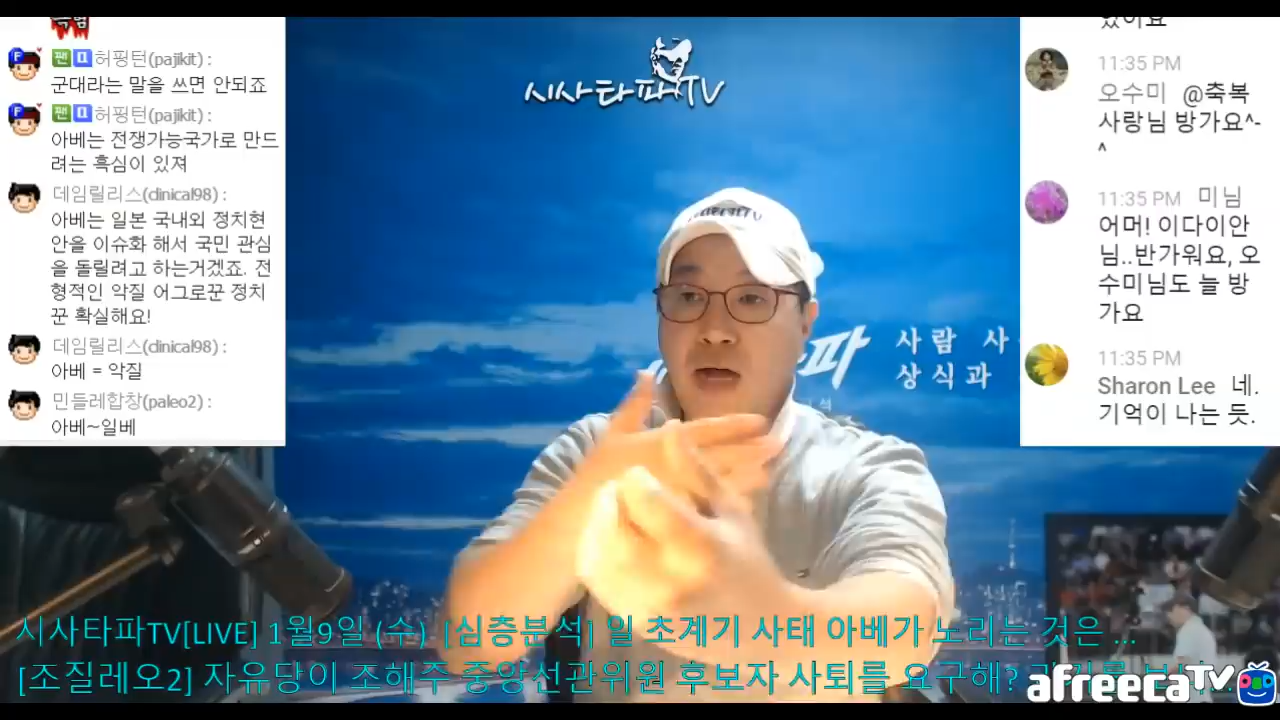 팬 허핑턴(pajikit) :
군대라는 말을 쓰면 안되죠
팬 허핑턴(pajikit) :
아베는 전쟁가능국가로 만드
려는 흑심이 있져
데임릴리스(clinical98) :
아베는 일본 국내외 정치현
안을 이슈화 해서 국민 관심
을 돌릴려고 하는거겠죠. 전
형적인 악질 어그로꾼 정치
꾼 확실해요!
데임릴리스(clinical98) :
아베 = 악질
민들레합창(paleo2) :
아베~일베
시사타파TV
파
사람 사
상식과
있어요
11:35 PM
오수미 @축복
사랑님 방가요^-
^
11:35 PM 미님
어머! 이다이안
님..반가워요, 오
수미님도 늘 방
가요
11:35 PM
Sharon Lee 네.
기억이 나는 듯.
시사타파TV[LIVE] 1월9일 (수) [심층분석] 일 초계기 사태 아베가 노리는 것은 ...
[조질레오2] 자유당이 조해주 중앙선관위원 후보자 사퇴를 요구해?
afreecaTV